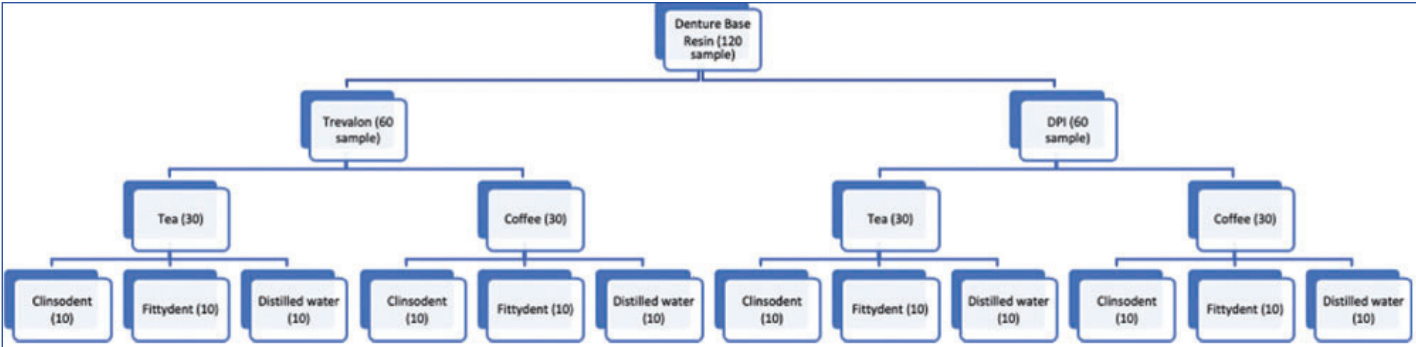 Denture Base
Resin (120
sample)
Trevalon (60
sample)
DPI (60
sample)
Tea (30)
Coffee (30)
Tea (30)
Coffee (30)
Clinsodent
(10)
Fittydent (10)
Distilled water
(10)
Clinsodent
(10)
Fittydent (10)
Distilled water
(10)
Clinsodent
(10)
Fittydent (10)
Distilled water
(10)
Clinsodent
(10)
Fittydent (10)
Distilled water
(10)